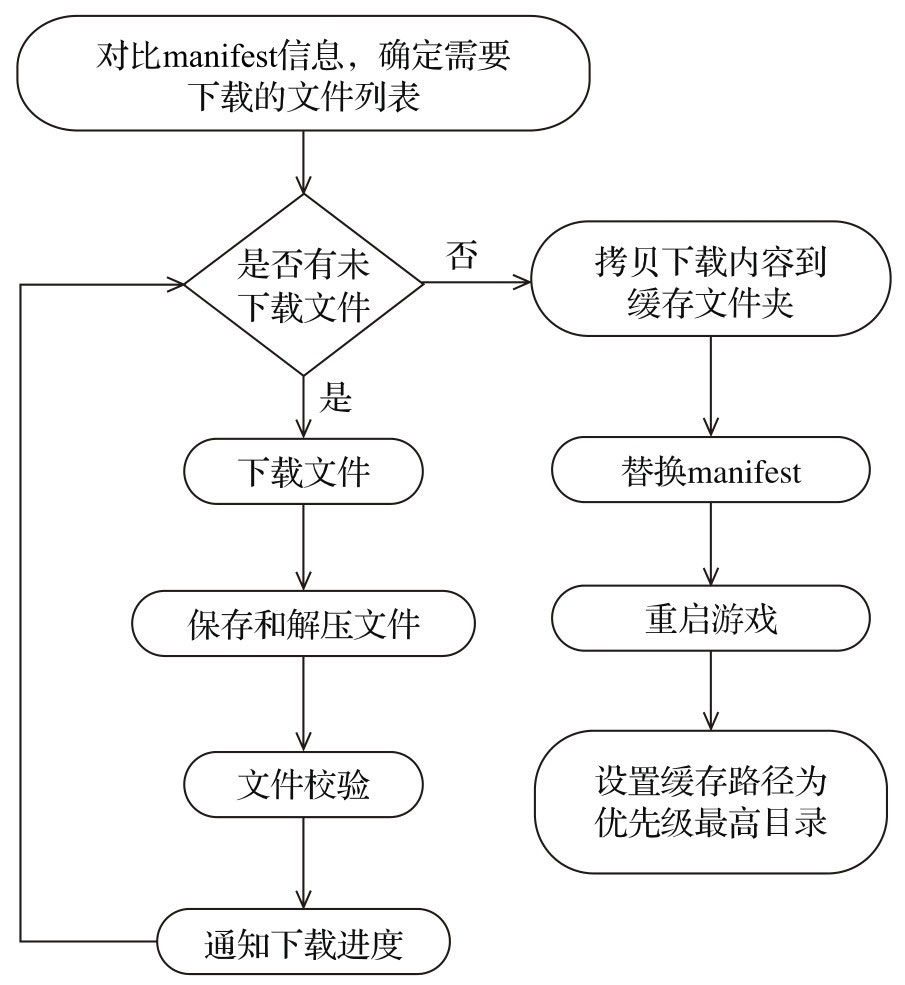 对比manifest信息，确定需要
下载的文件列表
是否有未
下载文件
否
拷贝下载内容到
缓存文件夹
是
下载文件
替换manifest
保存和解压文件
重启游戏
文件校验
设置缓存路径为
优先级最高目录
通知下载进度